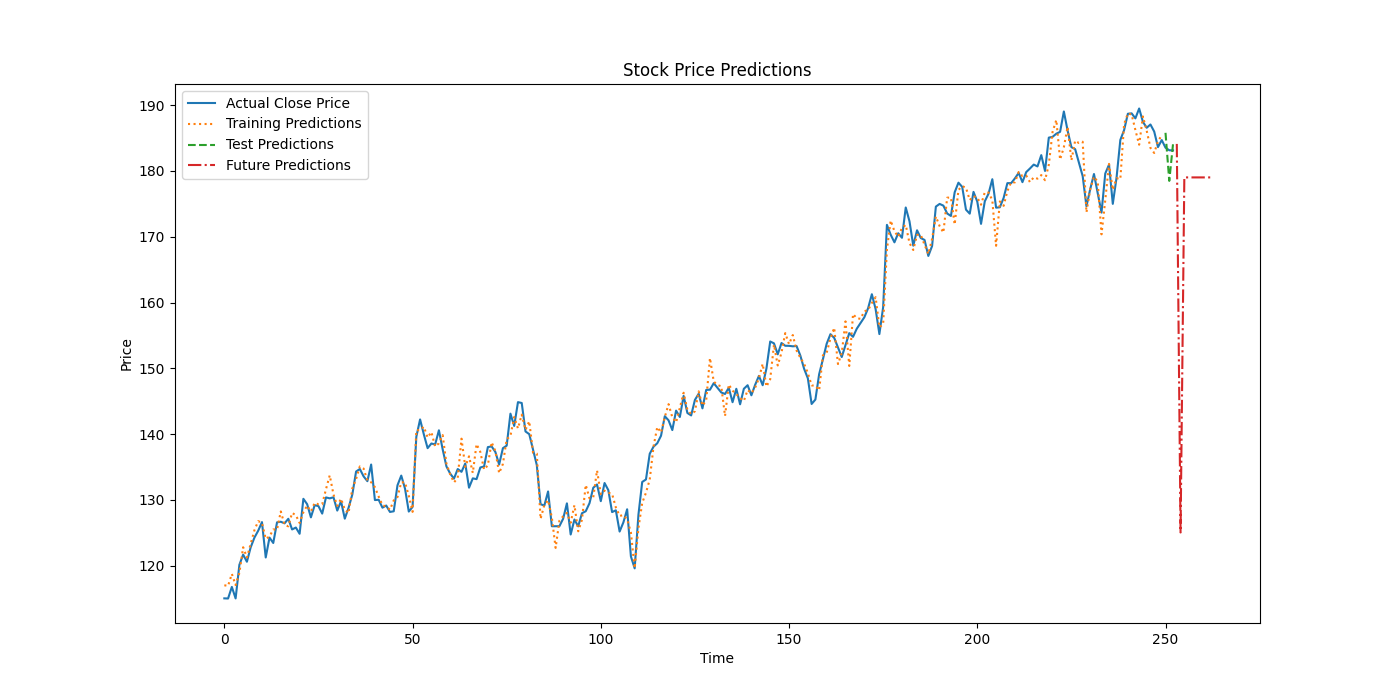 Stock Price Predictions
Actual Close Price
Training Predictions
Test Predictions
Future Predictions
190
180
170
160
150
140
130
120
Price
0 50 100 150 200 250
Time